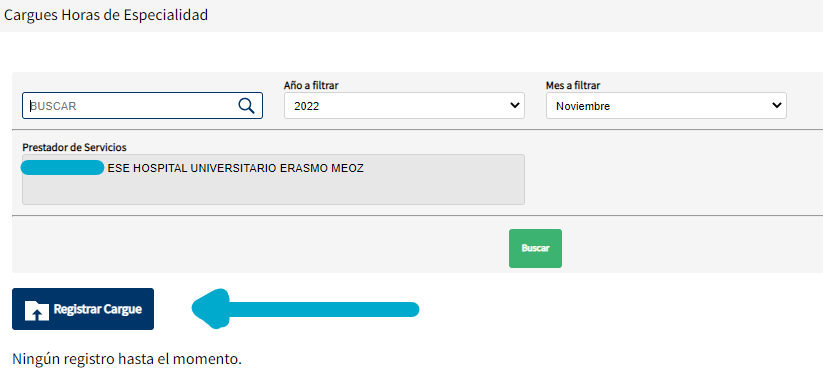 Cargues Horas de Especialidad
BUSCAR
Año a filtrar
2022
Mes a filtrar
Noviembre
Prestador de Servicios
ESE HOSPITAL UNIVERSITARIO ERASMO MEOZ
Buscar
Registrar Cargue
Ningún registro hasta el momento.